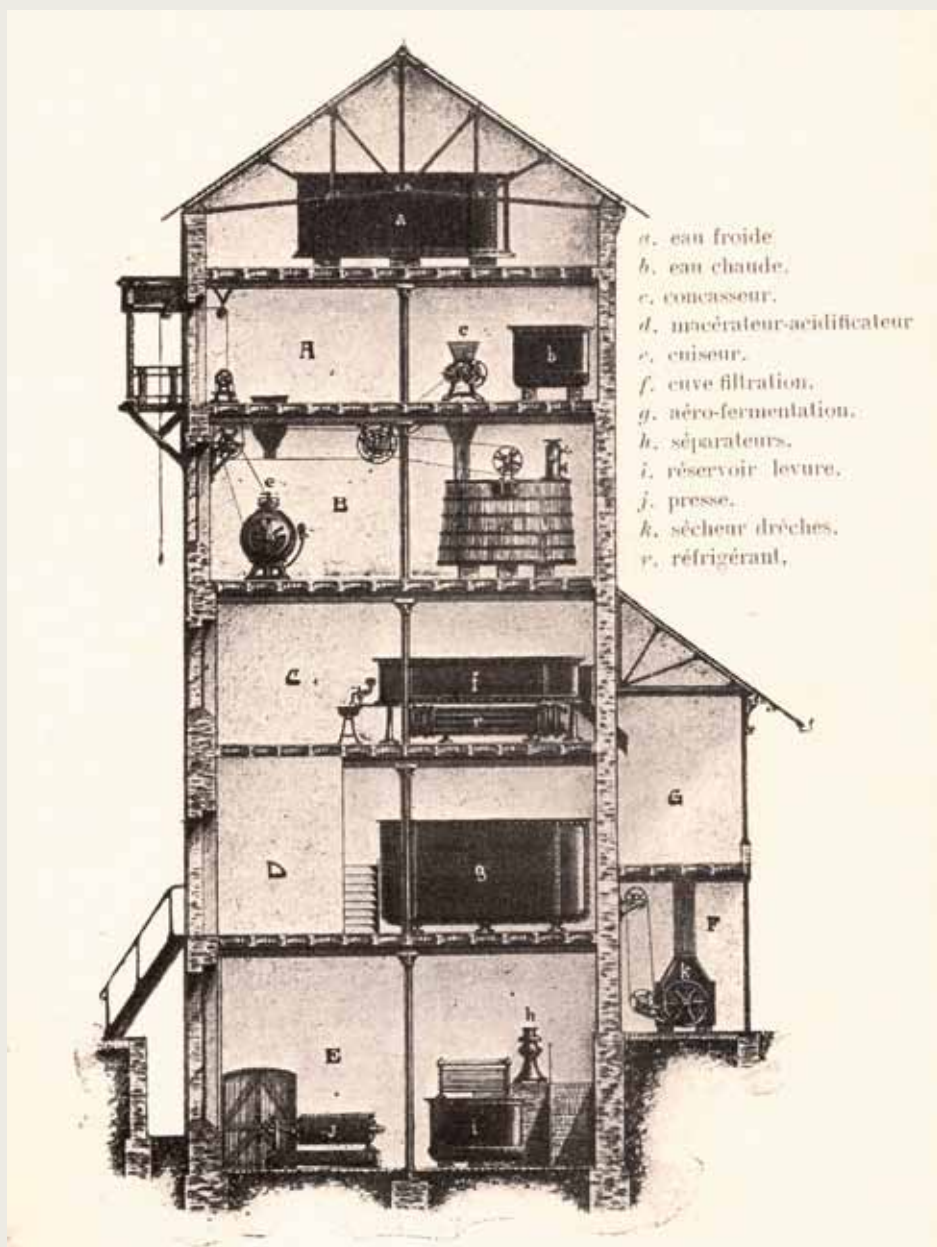 a. eau froide
b. eau chaude.
c. concasseur.
d. macérateur-acidificateur
e. cuiseur.
f. cuve filtration.
g. aéro-fermentation.
h. séparateurs.
i. réservoir levure.
j. presse.
k. sécheur drèches.
r. réfrigérant.
a
A
c
b
e
B
C
f
r
G
D
g
F
k
h
E
J
i